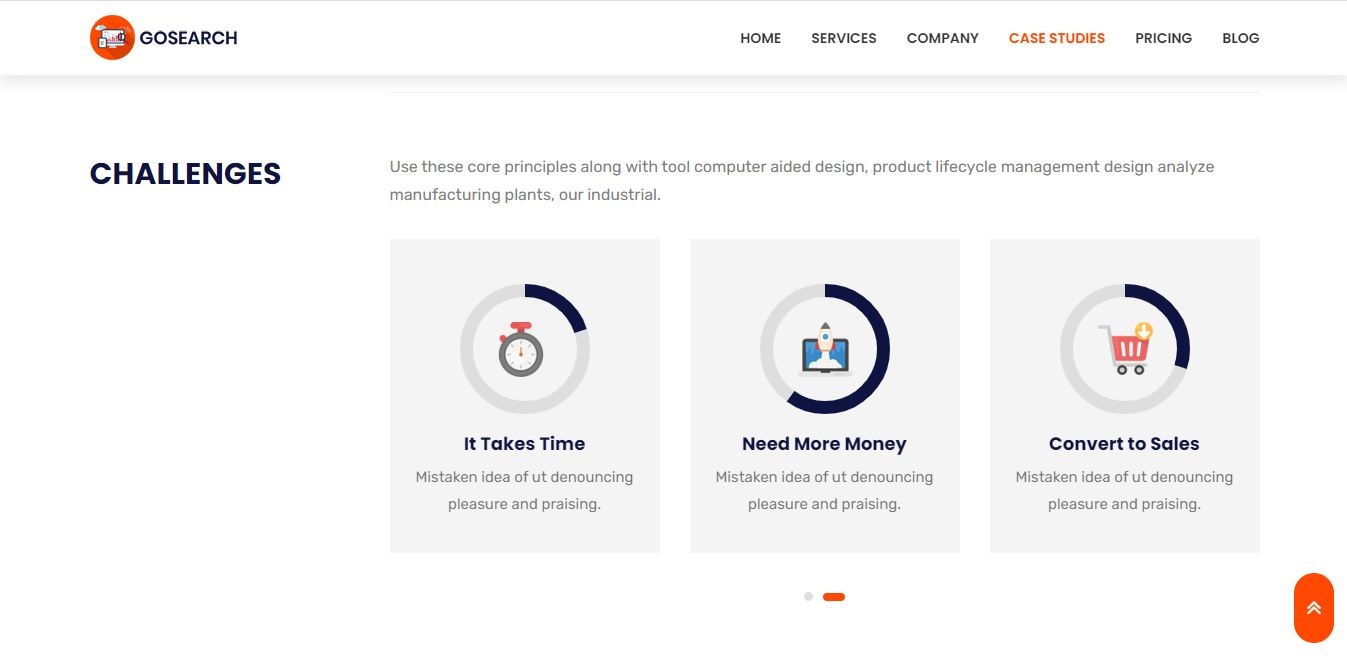 GOSEARCH
HOME SERVICES COMPANY CASE STUDIES PRICING BLOG
CHALLENGES
Use these core principles along with tool computer aided design, product lifecycle management design analyze
manufacturing plants, our industrial.
It Takes Time
Mistaken idea of ut denouncing
pleasure and praising.
Need More Money
Mistaken idea of ut denouncing
pleasure and praising.
Convert to Sales
Mistaken idea of ut denouncing
pleasure and praising.